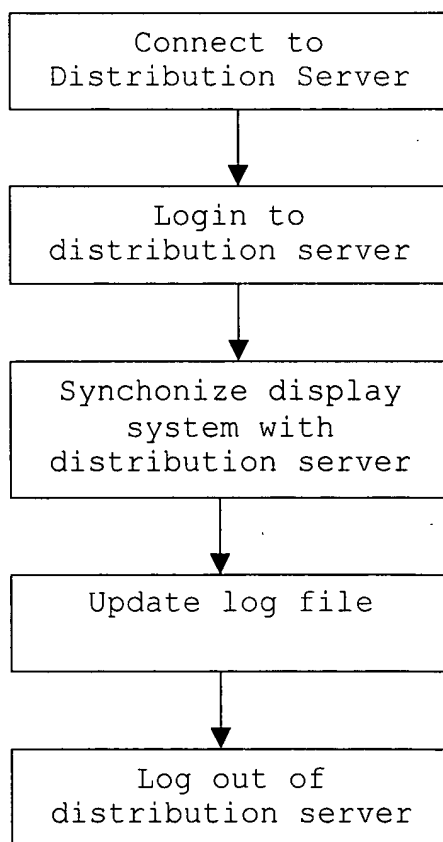 Connect to
Distribution Server
Login to
distribution server
Synchonize display
system with
distribution server
Update log file
Log out of
distribution server